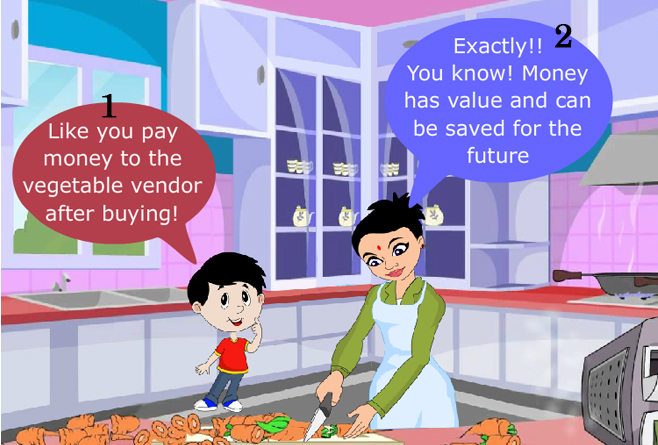 1
Like you pay
money to the
vegetable vendor
after buying!
2
Exactly!!
You know! Money
has value and can
be saved for the
future